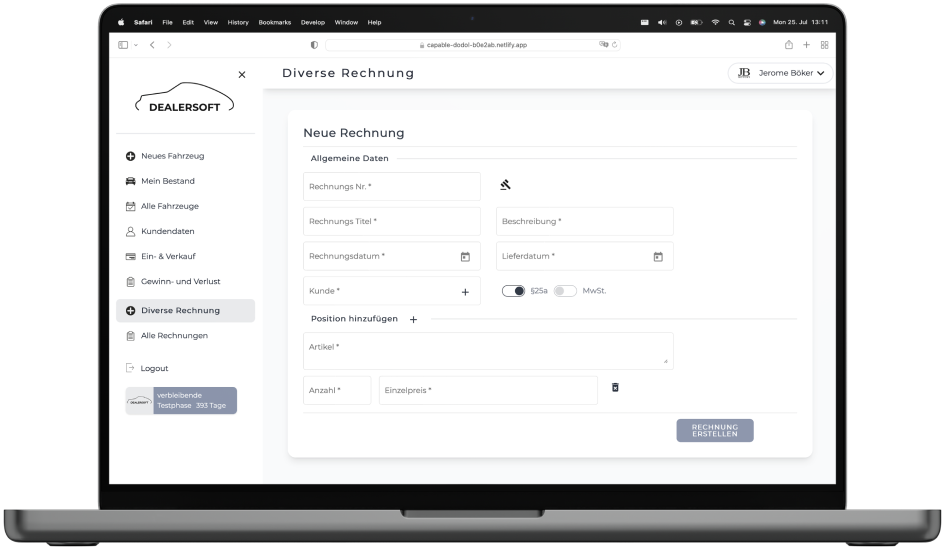 Safari File Edit View History Bookmarks Develop Window Help Mon 25. Jul 13:11
capable-dodol-b0e2ab.netlify.app
Diverse Rechnung
JB Jerome Böker
DEALERSOFT
Neue Rechnung
Allgemeine Daten
Neues Fahrzeug
Mein Bestand
Alle Fahrzeuge
Kundendaten
Ein- & Verkauf
Gewinn- und Verlust
Diverse Rechnung
Alle Rechnungen
Logout
DEALERSOFT
verbleibende
Testphase 393 Tage
Rechnungs Nr. *
Rechnungs Titel * Beschreibung *
Rechnungsdatum * Lieferdatum *
Kunde * + §25a MwSt.
Position hinzufügen +
Artikel *
Anzahl * Einzelpreis *
RECHNUNG
ERSTELLEN